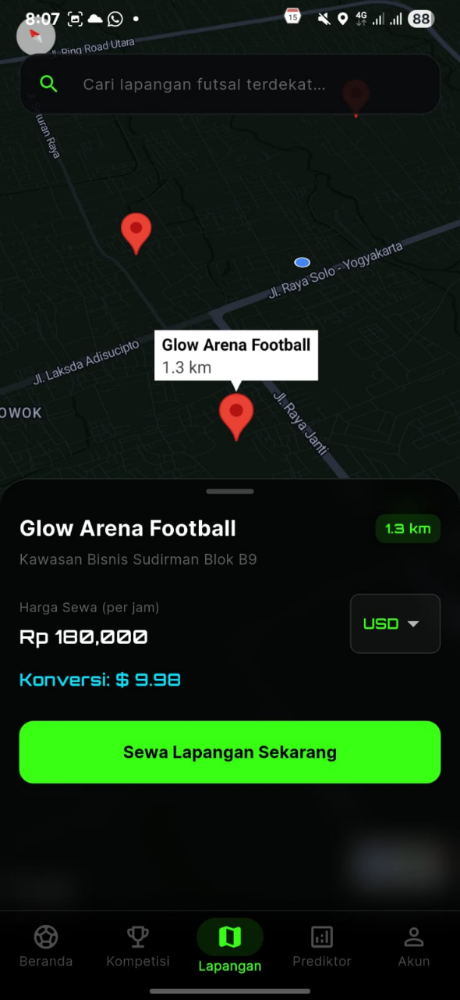 8:07
15
4G
88
Jl. Ring Road Utara
Cari lapangan futsal terdekat...
Jl. Raya Solo - Yogyakarta
Glow Arena Football
1.3 km
Jl. Laksda Adisucipto
OWOK
Jl. Raya Janti
Glow Arena Football
1.3 km
Kawasan Bisnis Sudirman Blok B9
Harga Sewa (per jam)
Rp 180,000
USD
Konversi: $ 9.98
Sewa Lapangan Sekarang
Beranda
Kompetisi
Lapangan
Prediktor
Akun